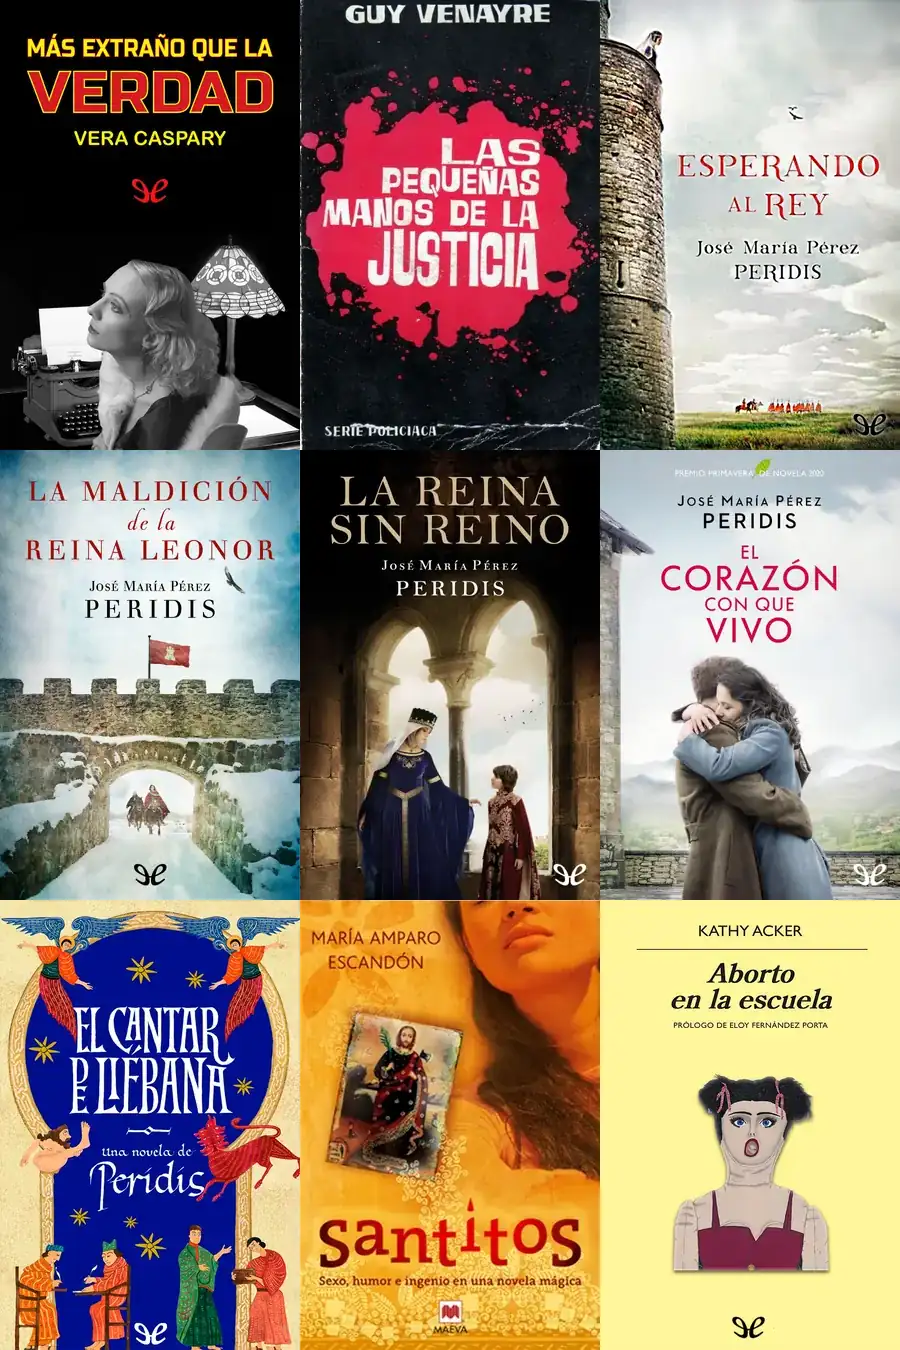 MÁS EXTRAÑO QUE LA
VERDAD
VERA CASPARY
GUY VENAYRE
LAS
PEQUEÑAS
MANOS DE LA
JUSTICIA
SERIE POLICIACA
ESPERANDO
AL REY
José María Pérez
PERIDIS
LA MALDICIÓN
de la
REINA LEONOR
JOSÉ MARÍA PÉREZ
PERIDIS
LA REINA
SIN REINO
JOSÉ MARÍA PÉREZ
PERIDIS
PREMIO PRIMAVERA DE NOVELA 2020
JOSÉ MARÍA PÉREZ
PERIDIS
EL
CORAZÓN
CON QUE
VIVO
EL CANTAR
DE LIÉBANA
una novela de
Peridis
MARÍA AMPARO
ESCANDÓN
santitos
Sexo, humor e ingenio en una novela mágica
MAEVA
KATHY ACKER
Aborto
en la escuela
PRÓLOGO DE ELOY FERNÁNDEZ PORTA